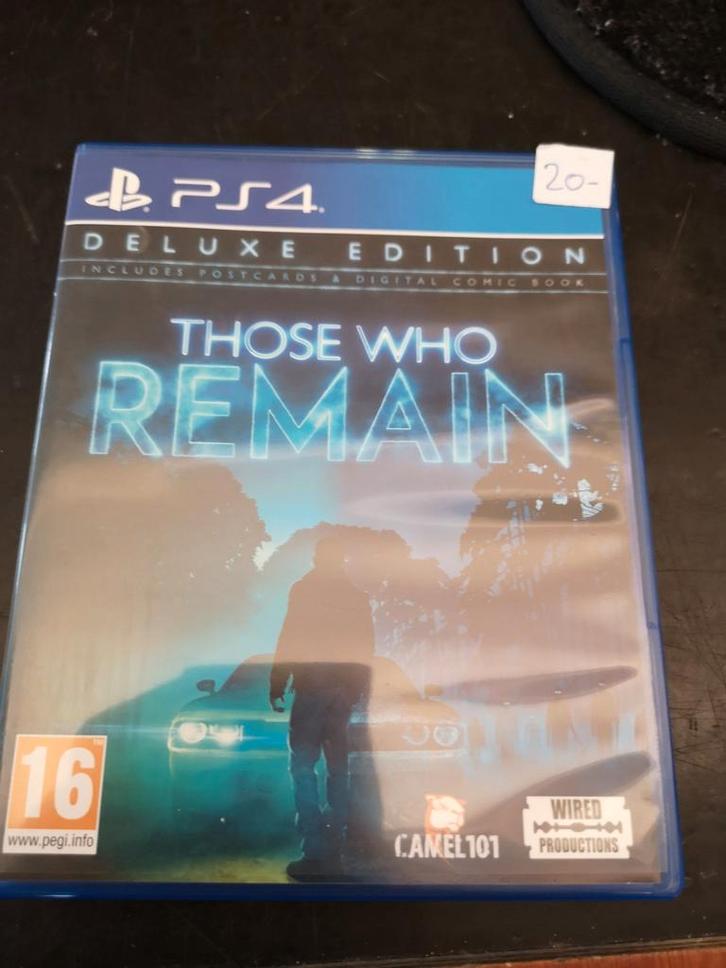 PS4
20-
DELUXE EDITION
INCLUDES POSTCARDS & DIGITAL COMIC BOOK
THOSE WHO
REMAIN
16
www.pegi.info
CAMEL101
WIRED
PRODUCTIONS